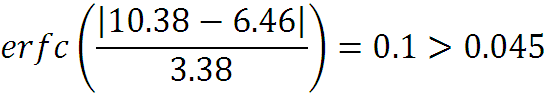 erfc(|10.38 − 6.46| / 3.38) = 0.1 > 0.045